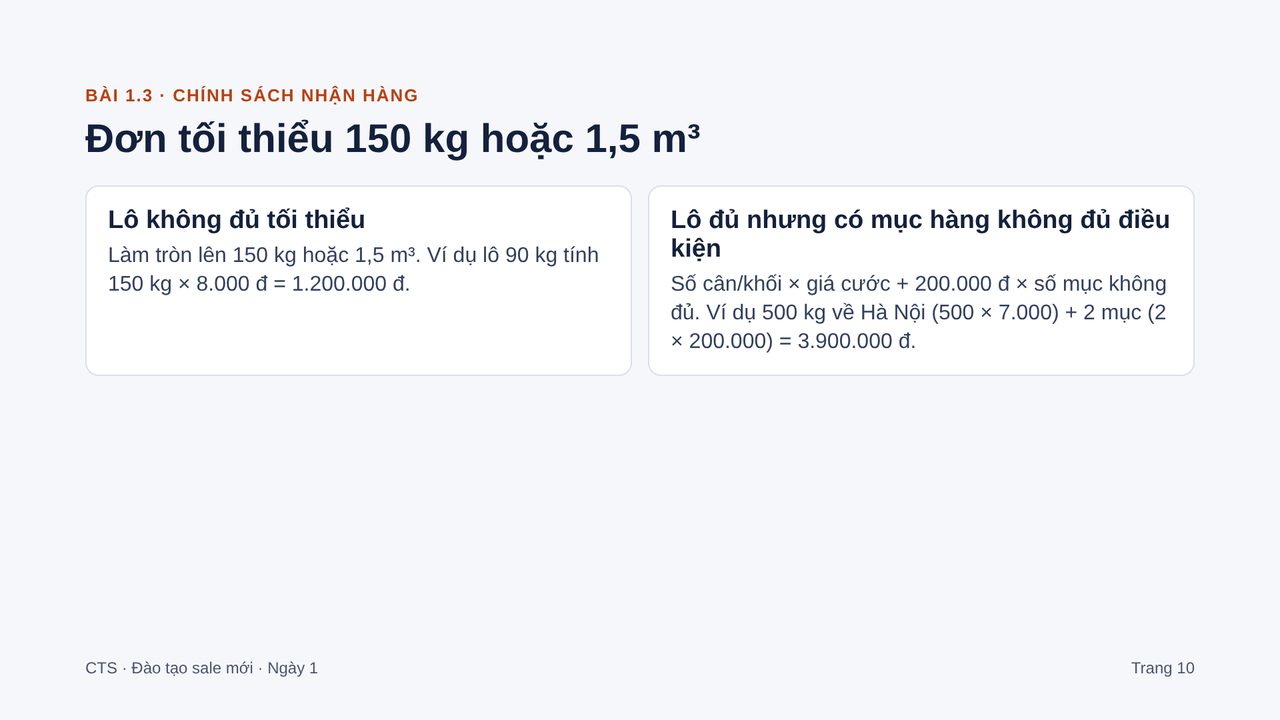 BÀI 1.3 · CHÍNH SÁCH NHẬN HÀNG
Đơn tối thiểu 150 kg hoặc 1,5 m³
Lô không đủ tối thiểu
Làm tròn lên 150 kg hoặc 1,5 m³. Ví dụ lô 90 kg tính
150 kg × 8.000 đ = 1.200.000 đ.
Lô đủ nhưng có mục hàng không đủ điều
kiện
Số cân/khối × giá cước + 200.000 đ × số mục không
đủ. Ví dụ 500 kg về Hà Nội (500 × 7.000) + 2 mục (2
× 200.000) = 3.900.000 đ.
CTS · Đào tạo sale mới · Ngày 1
Trang 10